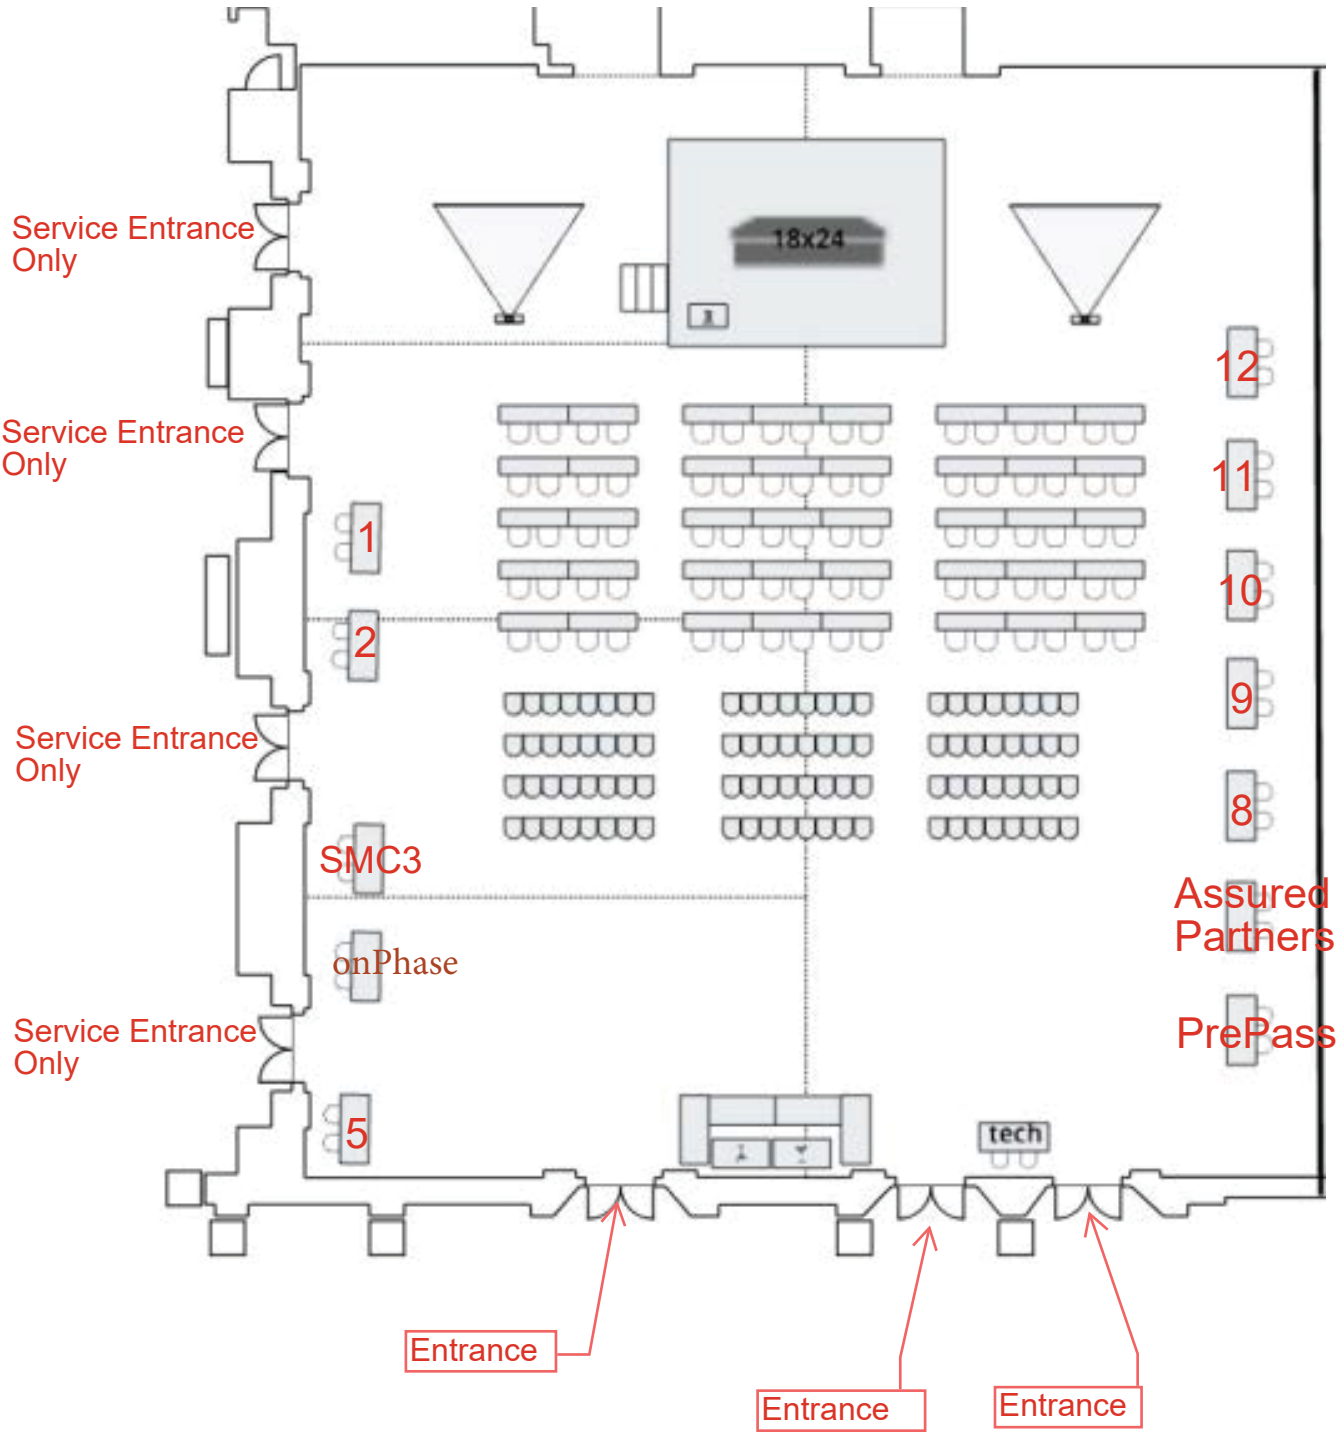 18x24
Service Entrance
Only
12
Service Entrance
Only
11
1
10
2
9
Service Entrance
Only
8
SMC3
Assured
Partners
onPhase
PrePass
Service Entrance
Only
5
tech
Entrance
Entrance
Entrance